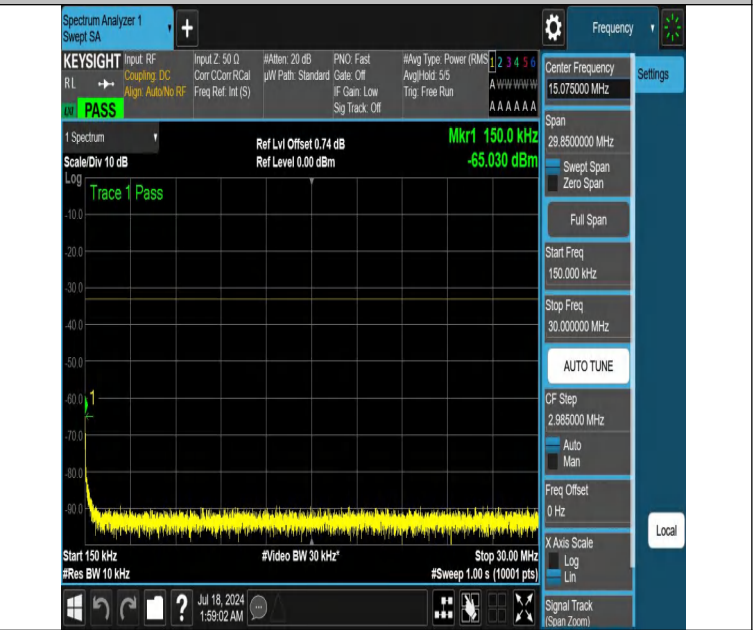 Spectrum Analyzer 1
Swept SA
+
Frequency
KEYSIGHT
RL
PASS
Input: RF
Coupling: DC
Align: Auto/No RF
Input Z: 50 Ω
Corr CCorr RCal
Freq Ref: Int (S)
#Atten: 20 dB
µW Path: Standard
PNO: Fast
Gate: Off
IF Gain: Low
Sig Track: Off
#Avg Type: Power (RMS
Avg|Hold: 5/5
Trig: Free Run
1 2 3 4 5 6
A W W W W W
A A A A A A
1 Spectrum
Scale/Div 10 dB
Ref Lvl Offset 0.74 dB
Ref Level 0.00 dBm
Mkr1 150.0 kHz
-65.030 dBm
Log
Trace 1 Pass
-10.0
-20.0
-30.0
-40.0
-50.0
-60.0
1
-70.0
-80.0
-90.0
Start 150 kHz
#Res BW 10 kHz
#Video BW 30 kHz*
Stop 30.00 MHz
#Sweep 1.00 s (10001 pts)
Center Frequency
15.075000 MHz
Settings
Span
29.8500000 MHz
Swept Span
Zero Span
Full Span
Start Freq
150.000 kHz
Stop Freq
30.000000 MHz
AUTO TUNE
CF Step
2.985000 MHz
Auto
Man
Freq Offset
0 Hz
X Axis Scale
Log
Lin
Signal Track
(Span Zoom)
Local
?
Jul 18, 2024
1:59:02 AM